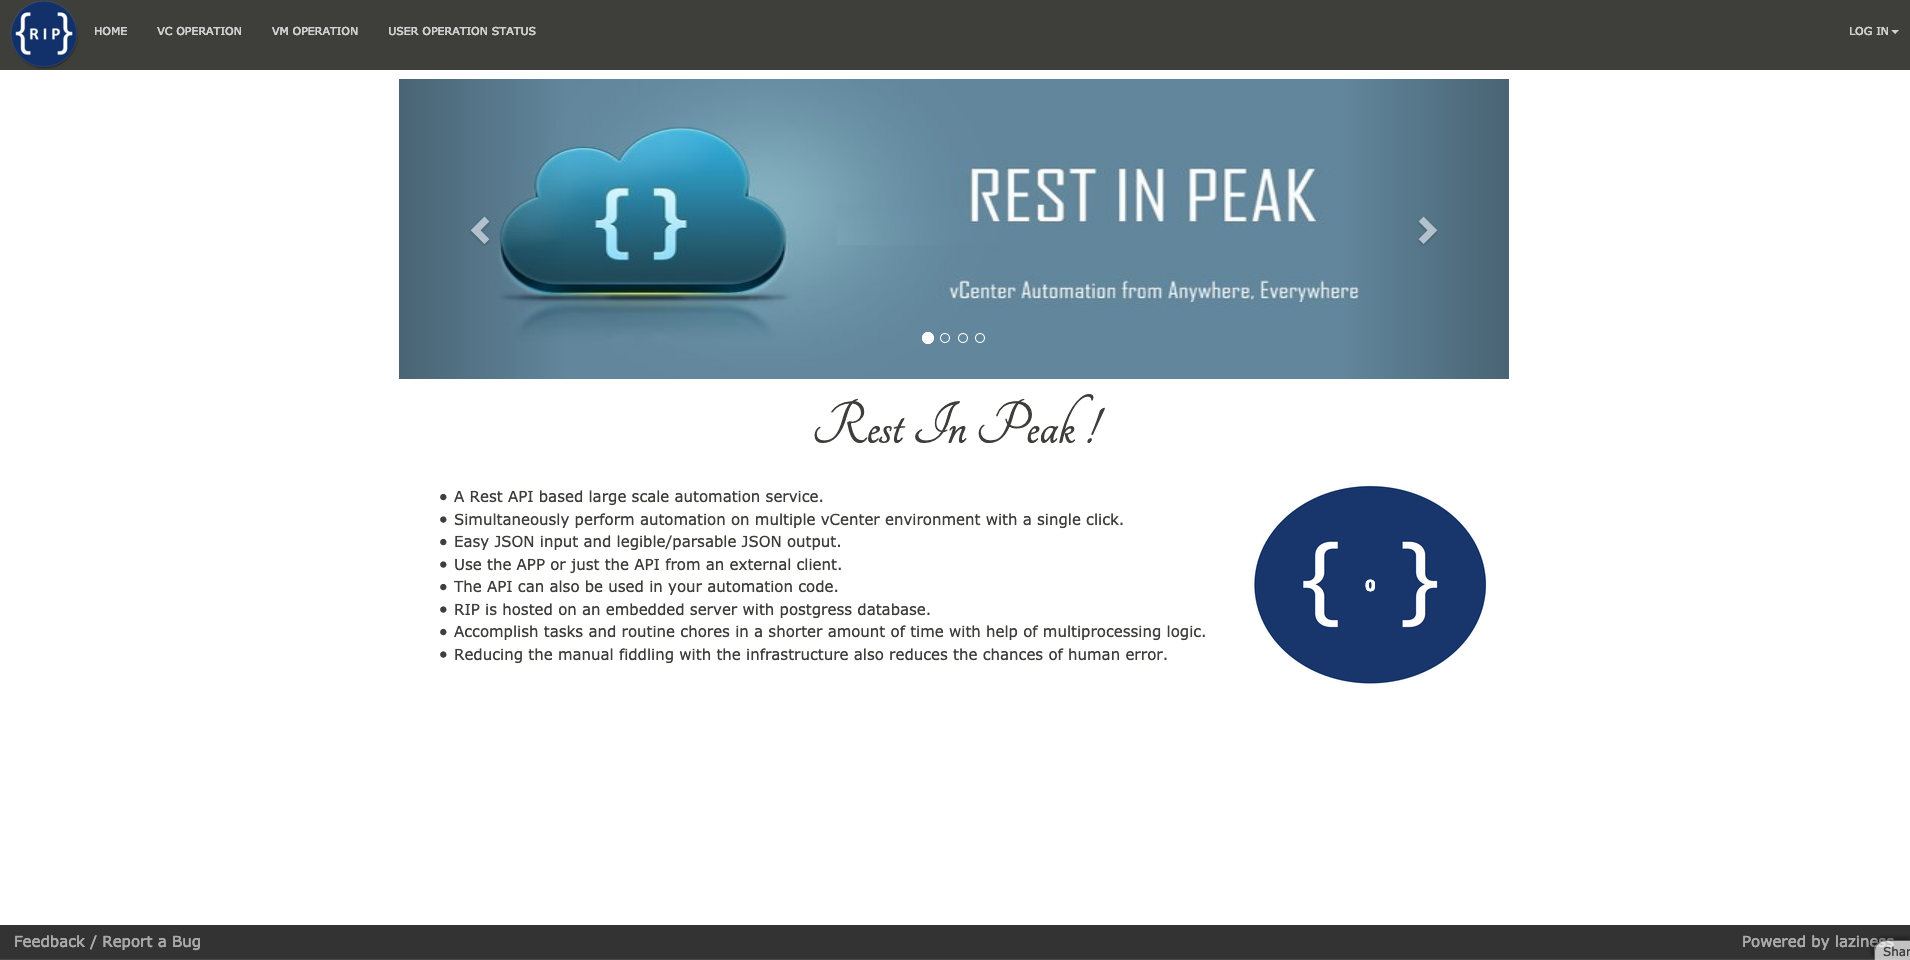 {RIP}
HOME
VC OPERATION
VM OPERATION
USER OPERATION STATUS
LOG IN
{ }
REST IN PEAK
vCenter Automation from Anywhere, Everywhere
Rest In Peak !
• A Rest API based large scale automation service.
• Simultaneously perform automation on multiple vCenter environment with a single click.
• Easy JSON input and legible/parsable JSON output.
• Use the APP or just the API from an external client.
• The API can also be used in your automation code.
• RIP is hosted on an embedded server with postgress database.
• Accomplish tasks and routine chores in a shorter amount of time with help of multiprocessing logic.
• Reducing the manual fiddling with the infrastructure also reduces the chances of human error.
{ 0 }
Feedback / Report a Bug
Powered by laziness
Shar